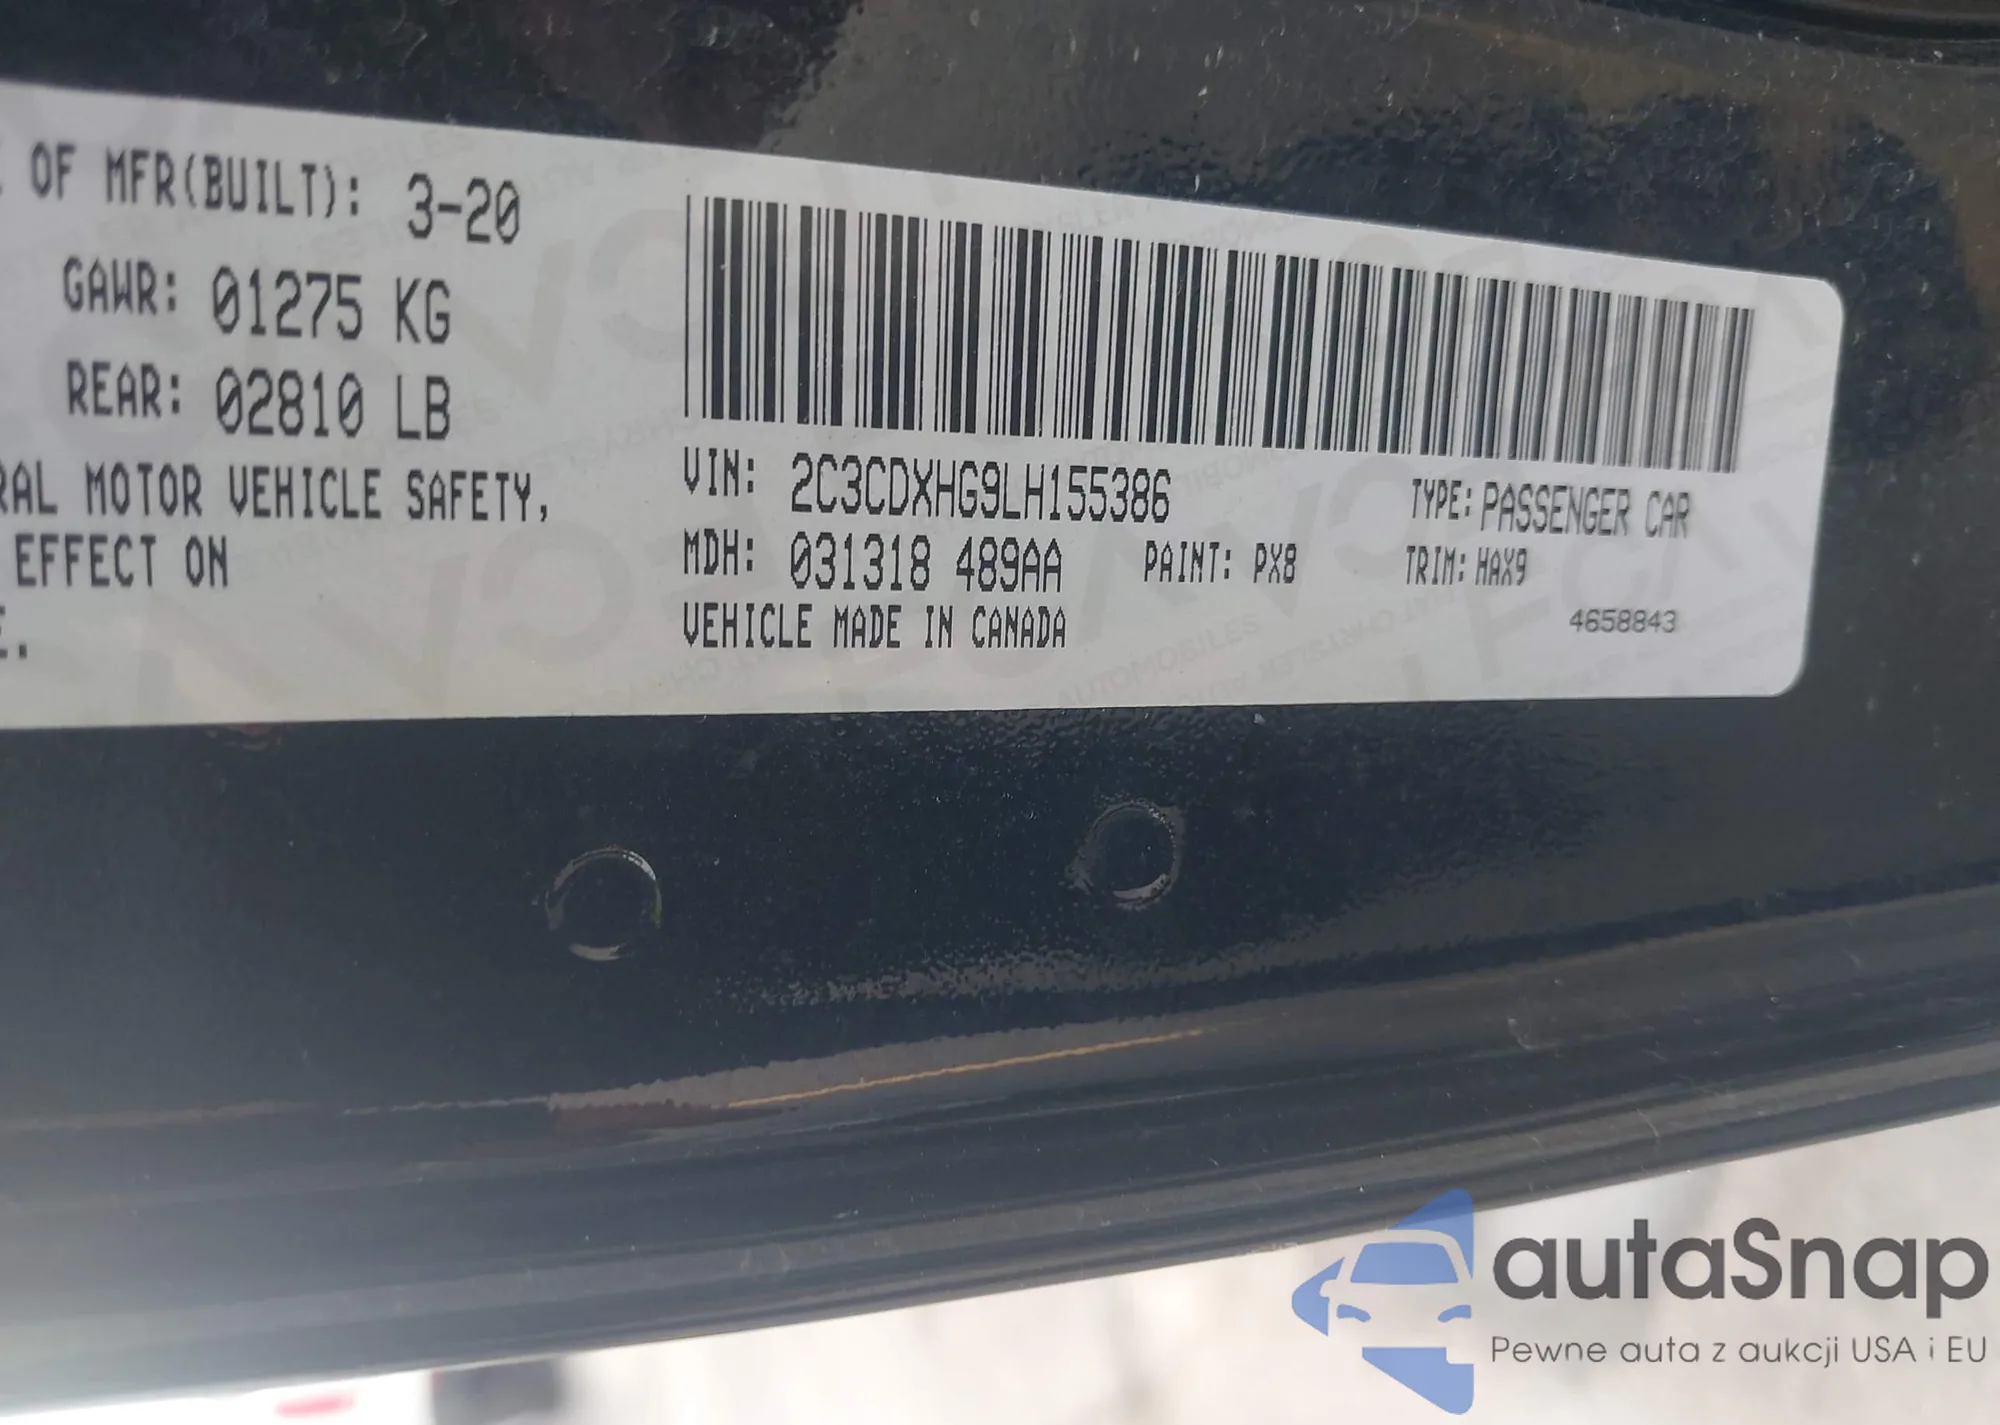 OF MFR(BUILT): 3-20
GAWR: 01275 KG
REAR: 02810 LB
RAL MOTOR VEHICLE SAFETY,
EFFECT ON
E.
VIN: 2C3CDXHG9LH155386 TYPE: PASSENGER CAR
MDH: 031318 489AA PAINT: PX8 TRIM: HAX9
VEHICLE MADE IN CANADA
4658843
autaSnap
Pewne auta z aukcji USA i EU